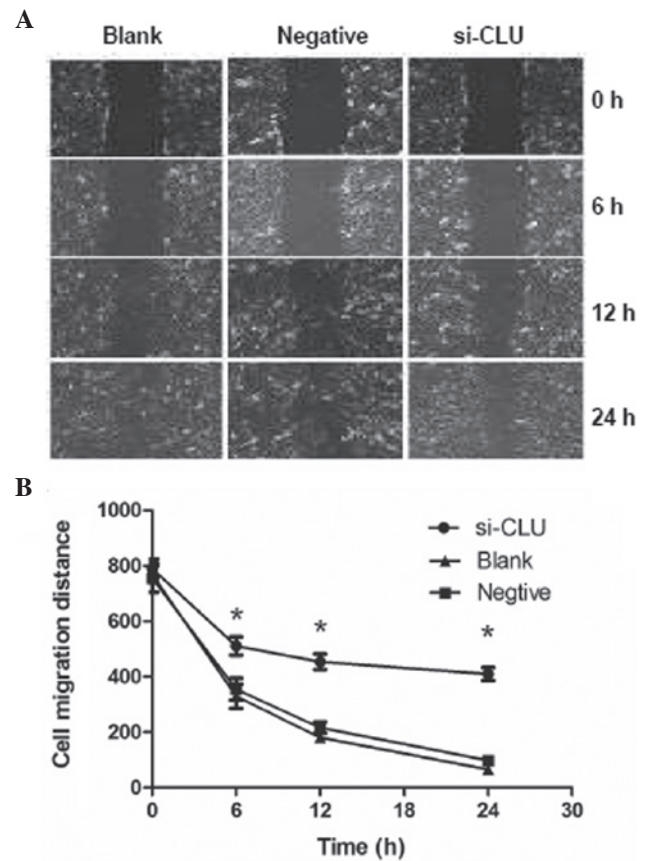 A
Blank Negative si-CLU
0 h
6 h
12 h
24 h
B
1000
800
600
400
200
0
Cell migration distance
si-CLU
Blank
Negtive
*
*
*
0 6 12 18 24 30
Time (h)